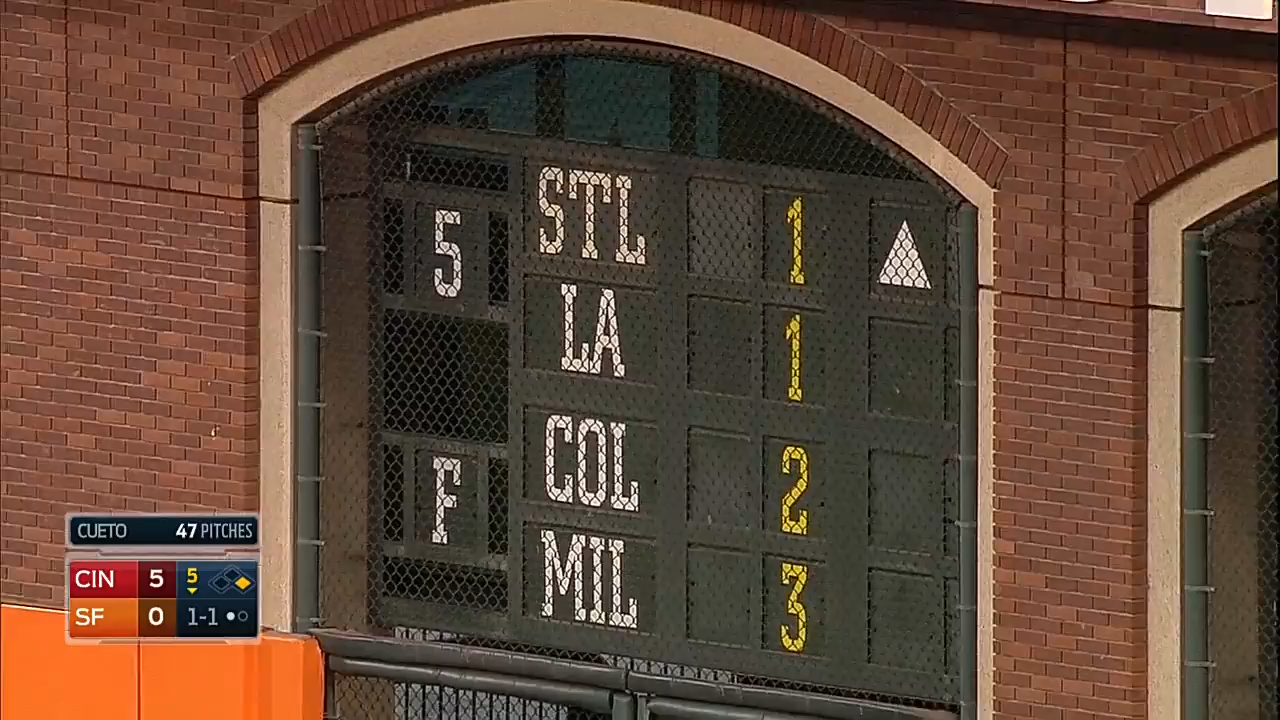 5 STL 1
LA 1
F COL 2
MIL 3
CUETO 47 PITCHES
CIN 5 5
SF 0 1-1